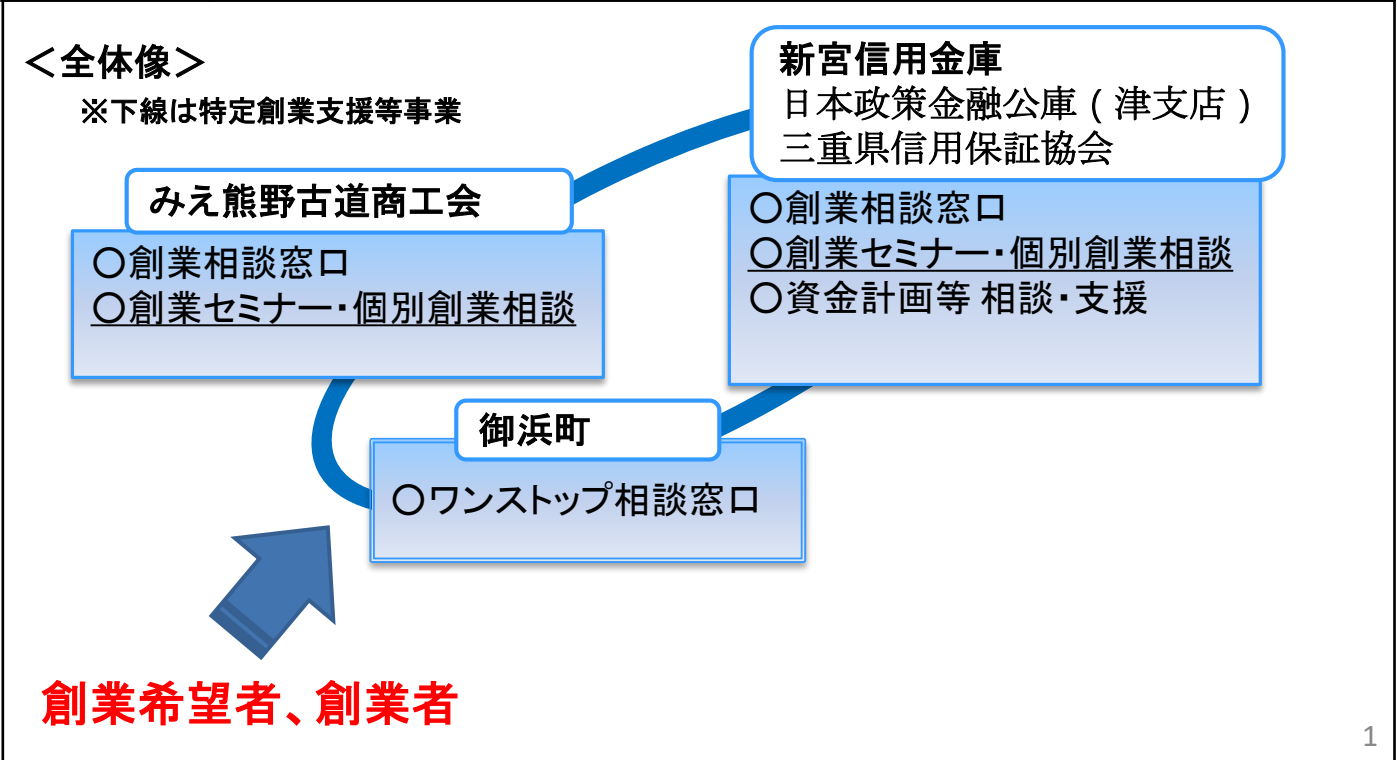 ＜全体像＞
※下線は特定創業支援等事業
新宮信用金庫
日本政策金融公庫（津支店）
三重県信用保証協会
〇創業相談窓口
〇創業セミナー・個別創業相談
〇資金計画等 相談・支援
みえ熊野古道商工会
〇創業相談窓口
〇創業セミナー・個別創業相談
御浜町
〇ワンストップ相談窓口
創業希望者、創業者
1